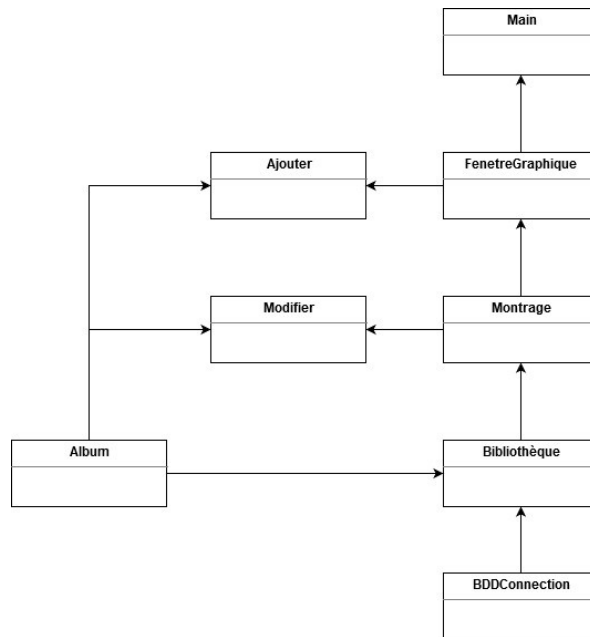 Main
Ajouter
FenetreGraphique
Modifier
Montrage
Album
Bibliothèque
BDDConnection